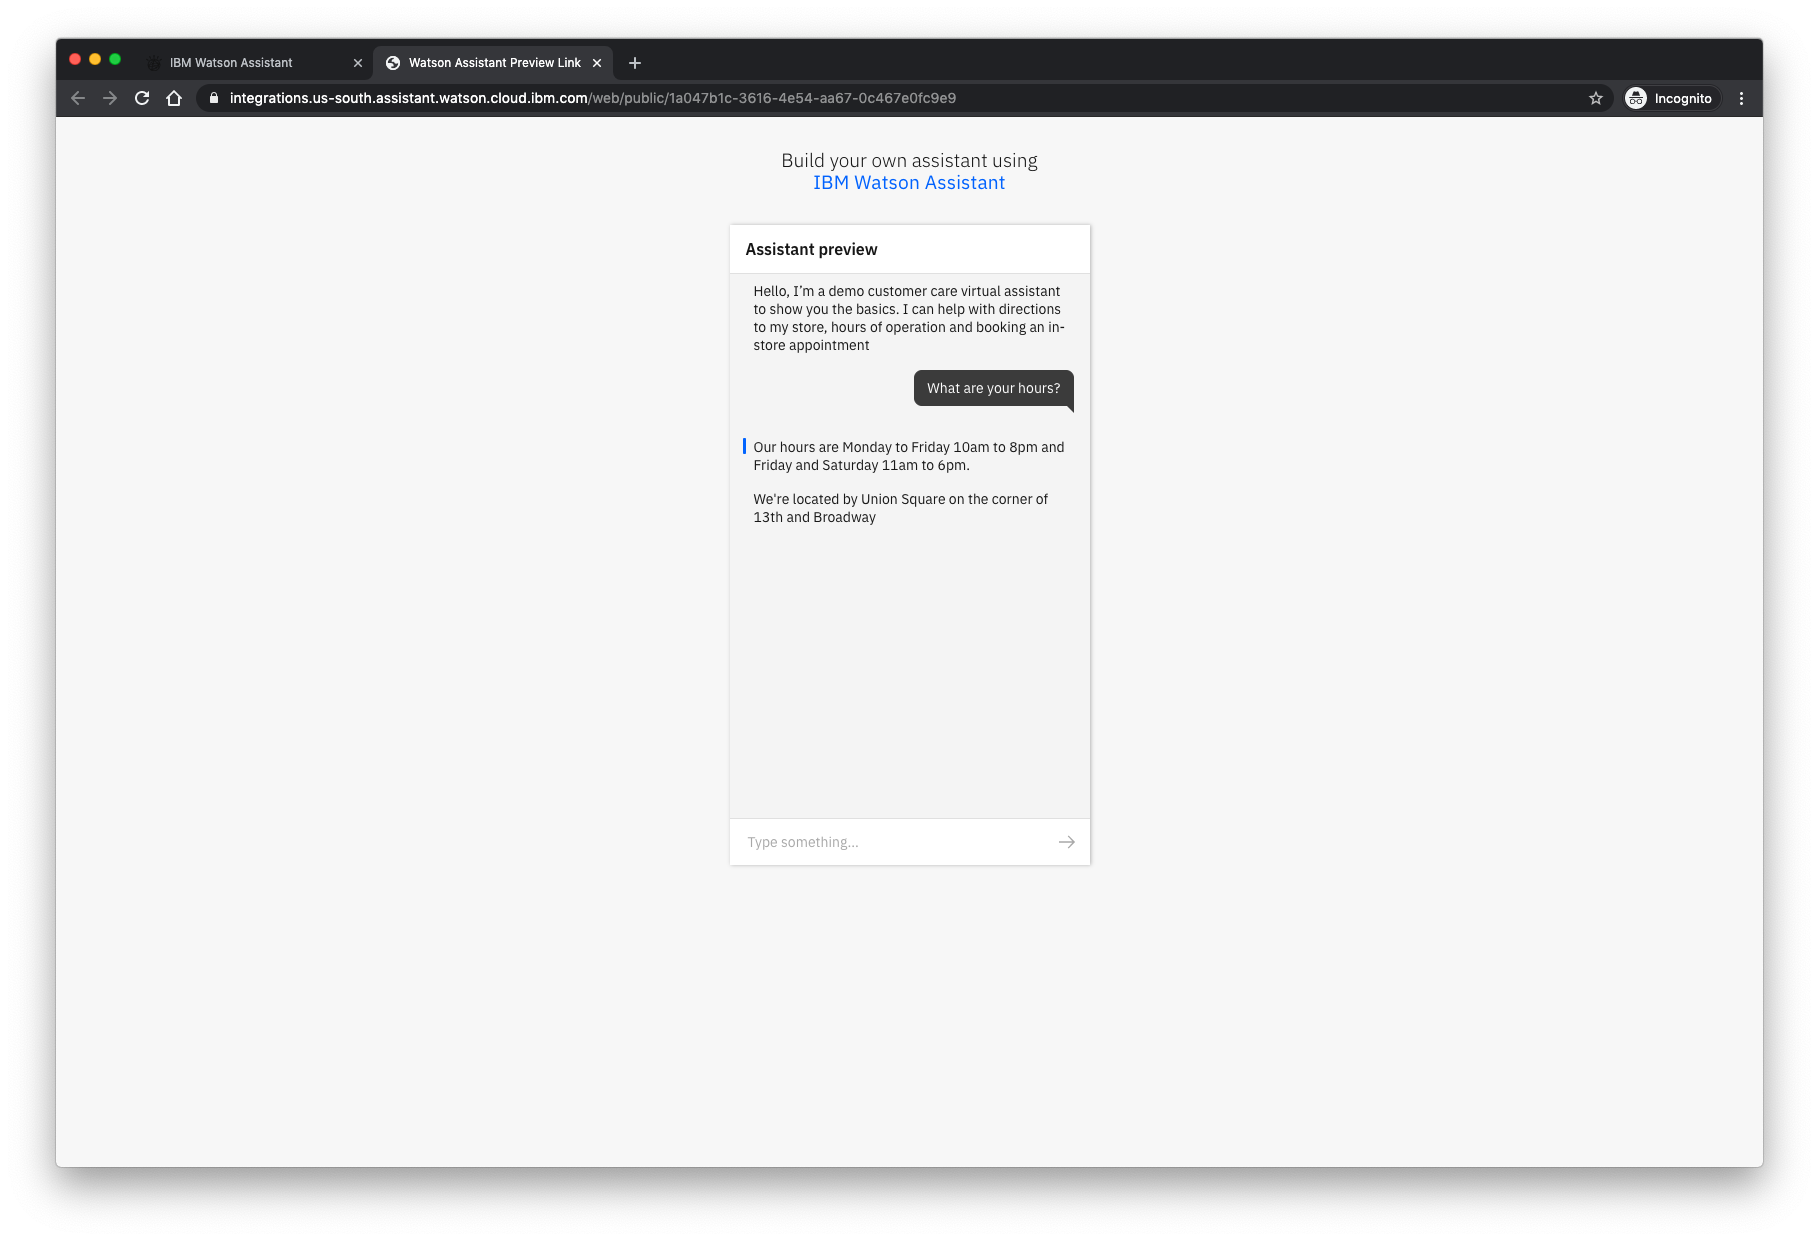 IBM Watson Assistant
Watson Assistant Preview Link
integrations.us-south.assistant.watson.cloud.ibm.com/web/public/1a047b1c-3616-4e54-aa67-0c467e0fc9e9
Incognito
Build your own assistant using
IBM Watson Assistant
Assistant preview
Hello, I’m a demo customer care virtual assistant
to show you the basics. I can help with directions
to my store, hours of operation and booking an in-
store appointment
What are your hours?
Our hours are Monday to Friday 10am to 8pm and
Friday and Saturday 11am to 6pm.
We're located by Union Square on the corner of
13th and Broadway
Type something...